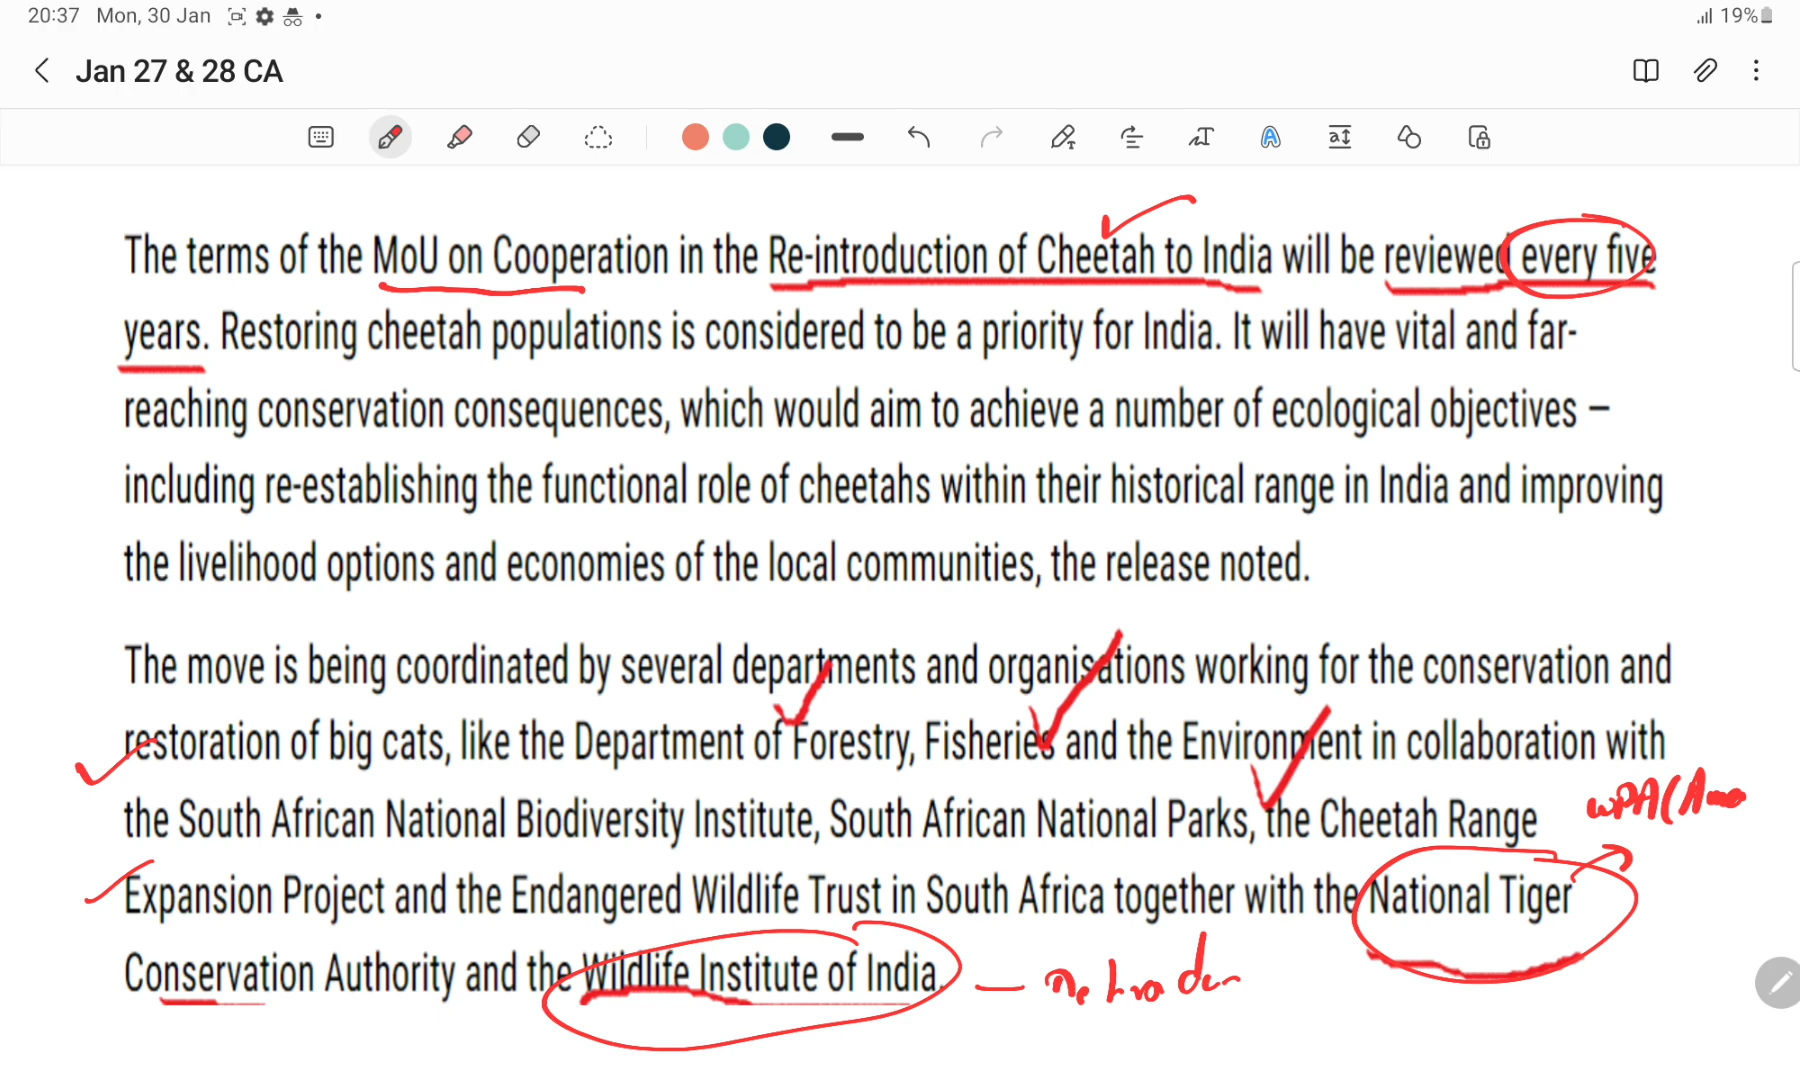 20:37 Mon, 30 Jan 19%
Jan 27 & 28 CA
The terms of the MoU on Cooperation in the Re-introduction of Cheetah to India will be reviewed every five
years. Restoring cheetah populations is considered to be a priority for India. It will have vital and far-
reaching conservation consequences, which would aim to achieve a number of ecological objectives –
including re-establishing the functional role of cheetahs within their historical range in India and improving
the livelihood options and economies of the local communities, the release noted.
The move is being coordinated by several departments and organisations working for the conservation and
restoration of big cats, like the Department of Forestry, Fisheries and the Environment in collaboration with
the South African National Biodiversity Institute, South African National Parks, the Cheetah Range
WPA(
Expansion Project and the Endangered Wildlife Trust in South Africa together with the National Tiger
Conservation Authority and the Wildlife Institute of India.